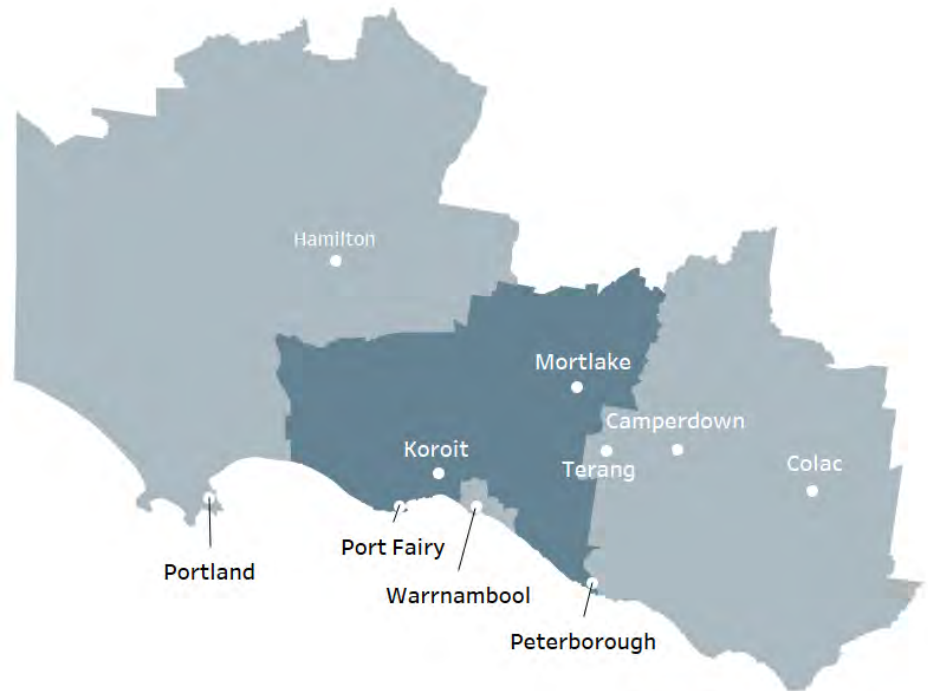 Hamilton
Mortlake
Camperdown
Koroit
Terang
Colac
Port Fairy
Portland
Warrnambool
Peterborough